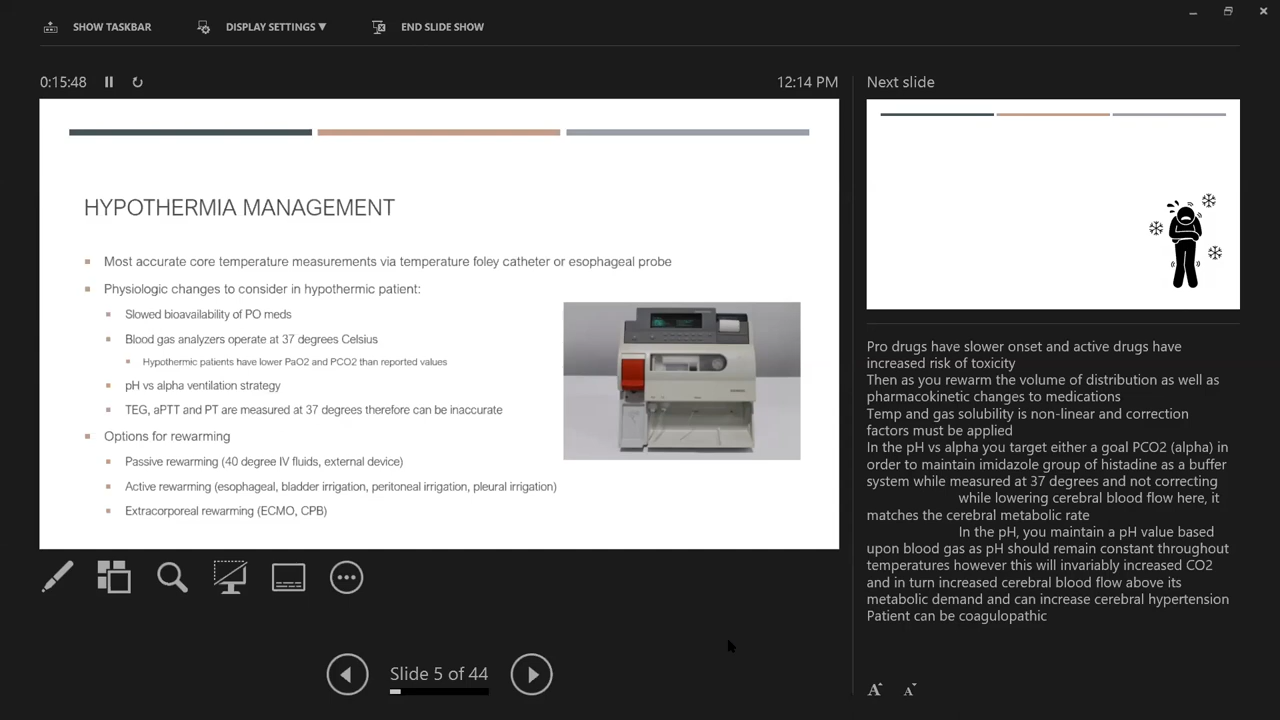 SHOW TASKBAR
DISPLAY SETTINGS ▼
END SLIDE SHOW
0:15:48
12:14 PM
HYPOTHERMIA MANAGEMENT
Most accurate core temperature measurements via temperature foley catheter or esophageal probe
Physiologic changes to consider in hypothermic patient:
Slowed bioavailability of PO meds
Blood gas analyzers operate at 37 degrees Celsius
Hypothermic patients have lower PaO2 and PCO2 than reported values
pH vs alpha ventilation strategy
TEG, aPTT and PT are measured at 37 degrees therefore can be inaccurate
Options for rewarming
Passive rewarming (40 degree IV fluids, external device)
Active rewarming (esophageal, bladder irrigation, peritoneal irrigation, pleural irrigation)
Extracorporeal rewarming (ECMO, CPB)
Slide 5 of 44
Next slide
Pro drugs have slower onset and active drugs have
increased risk of toxicity
Then as you rewarm the volume of distribution as well as
pharmacokinetic changes to medications
Temp and gas solubility is non-linear and correction
factors must be applied
In the pH vs alpha you target either a goal PCO2 (alpha) in
order to maintain imidazole group of histadine as a buffer
system while measured at 37 degrees and not correcting
while lowering cerebral blood flow here, it
matches the cerebral metabolic rate
In the pH, you maintain a pH value based
upon blood gas as pH should remain constant throughout
temperatures however this will invariably increased CO2
and in turn increased cerebral blood flow above its
metabolic demand and can increase cerebral hypertension
Patient can be coagulopathic
A A